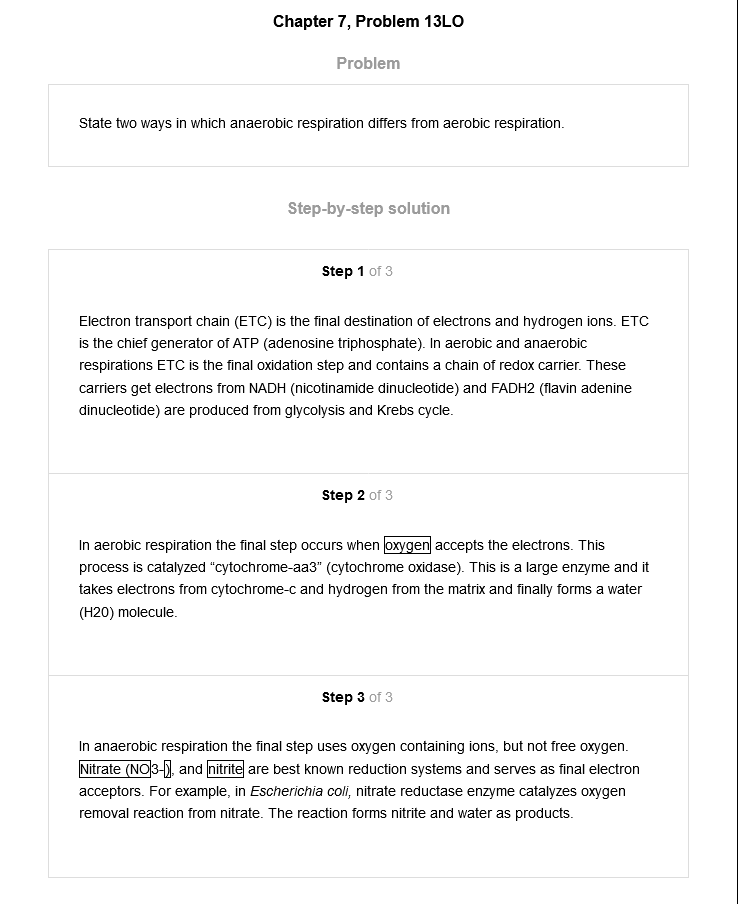 Chapter 7, Problem 13LO
Problem
State two ways in which anaerobic respiration differs from aerobic respiration.
Step-by-step solution
Step 1 of 3
Electron transport chain (ETC) is the final destination of electrons and hydrogen ions. ETC
is the chief generator of ATP (adenosine triphosphate). In aerobic and anaerobic
respirations ETC is the final oxidation step and contains a chain of redox carrier. These
carriers get electrons from NADH (nicotinamide dinucleotide) and FADH2 (flavin adenine
dinucleotide) are produced from glycolysis and Krebs cycle.
Step 2 of 3
In aerobic respiration the final step occurs when oxygen accepts the electrons. This
process is catalyzed “cytochrome-aa3” (cytochrome oxidase). This is a large enzyme and it
takes electrons from cytochrome-c and hydrogen from the matrix and finally forms a water
(H20) molecule.
Step 3 of 3
In anaerobic respiration the final step uses oxygen containing ions, but not free oxygen.
Nitrate (NO3-), and nitrite are best known reduction systems and serves as final electron
acceptors. For example, in Escherichia coli, nitrate reductase enzyme catalyzes oxygen
removal reaction from nitrate. The reaction forms nitrite and water as products.